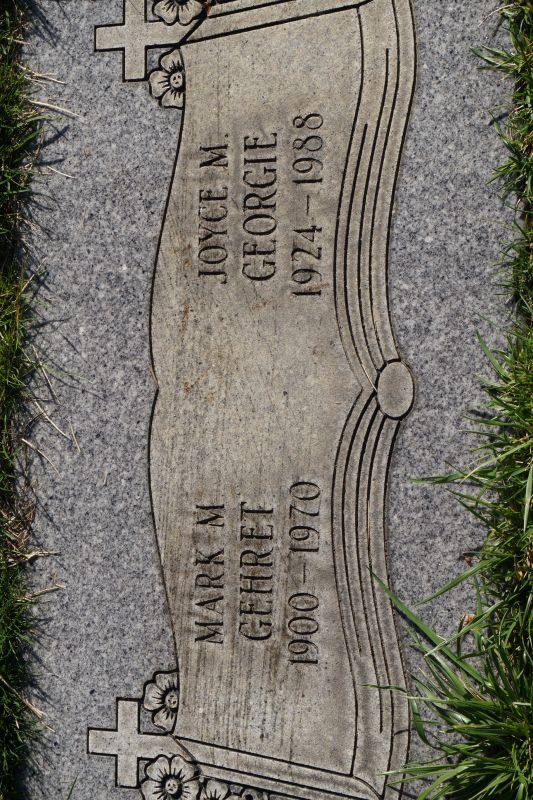 MARK M
GEHRET
1900–1970
JOYCE M.
GEORGIE
1924–1988